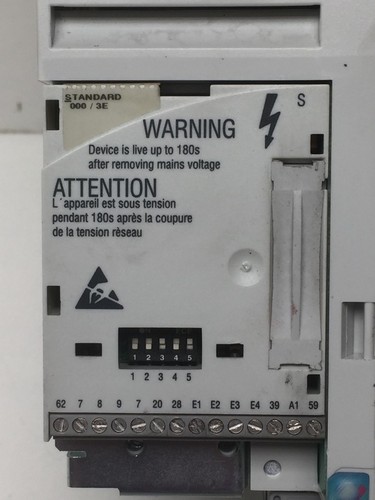 STANDARD
000 / 3E
S
WARNING
Device is live up to 180s
after removing mains voltage
ATTENTION
L´appareil est sous tension
pendant 180s après la coupure
de la tension rèseau
1 2 3 4 5
1 2 3 4 5
62 7 8 9 7 20 28 E1 E2 E3 E4 39 A1 59